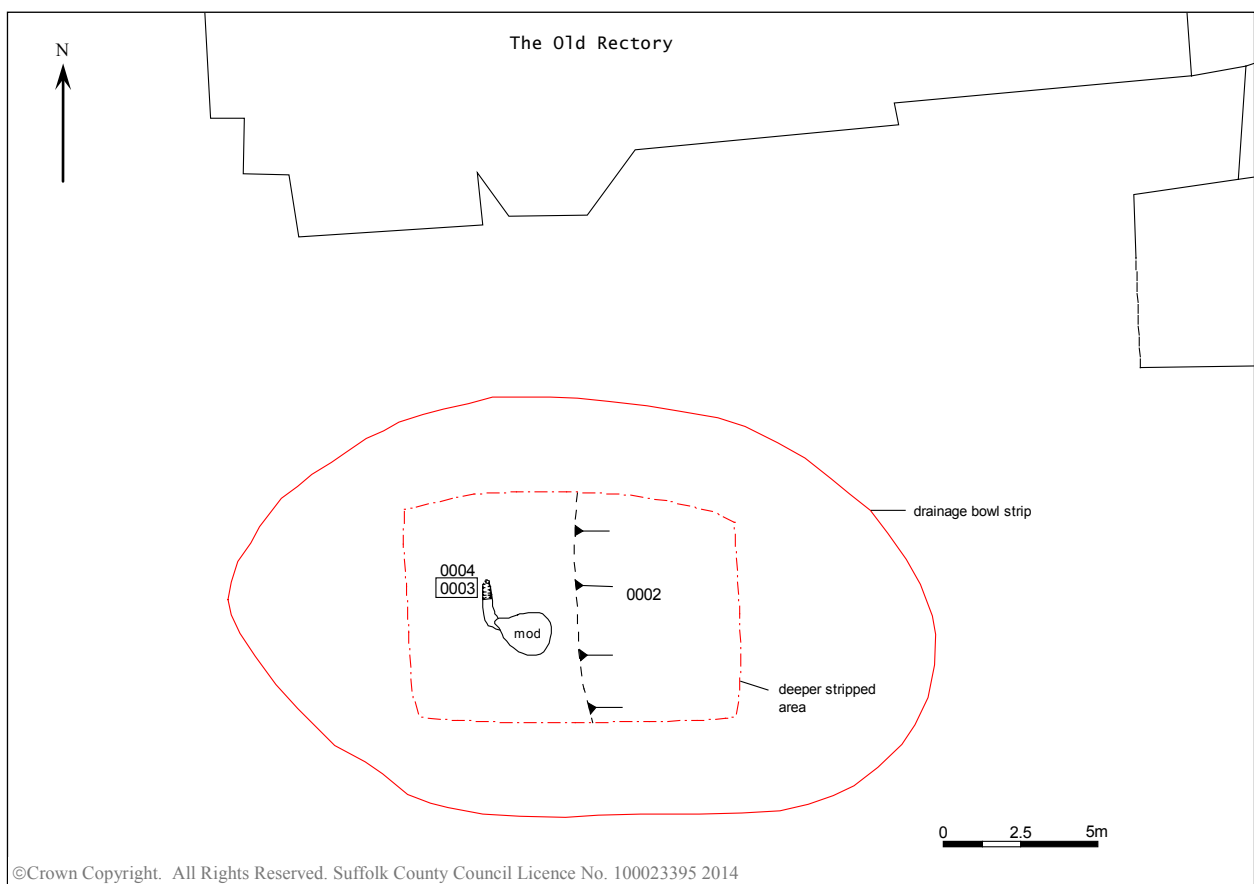 The Old Rectory
N
drainage bowl strip
0004
0003
0002
mod
deeper stripped
area
0 2.5 5m
©Crown Copyright. All Rights Reserved. Suffolk County Council Licence No. 100023395 2014